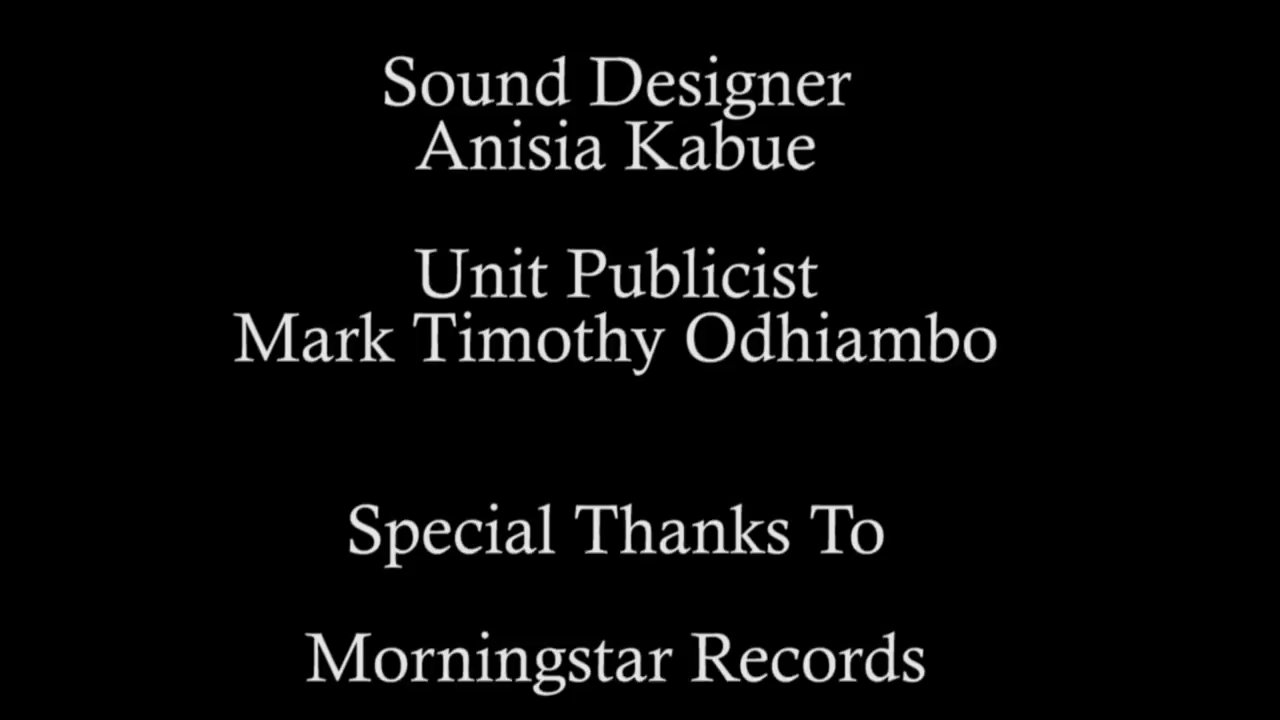 Sound Designer
Anisia Kabue
Unit Publicist
Mark Timothy Odhiambo
Special Thanks To
Morningstar Records